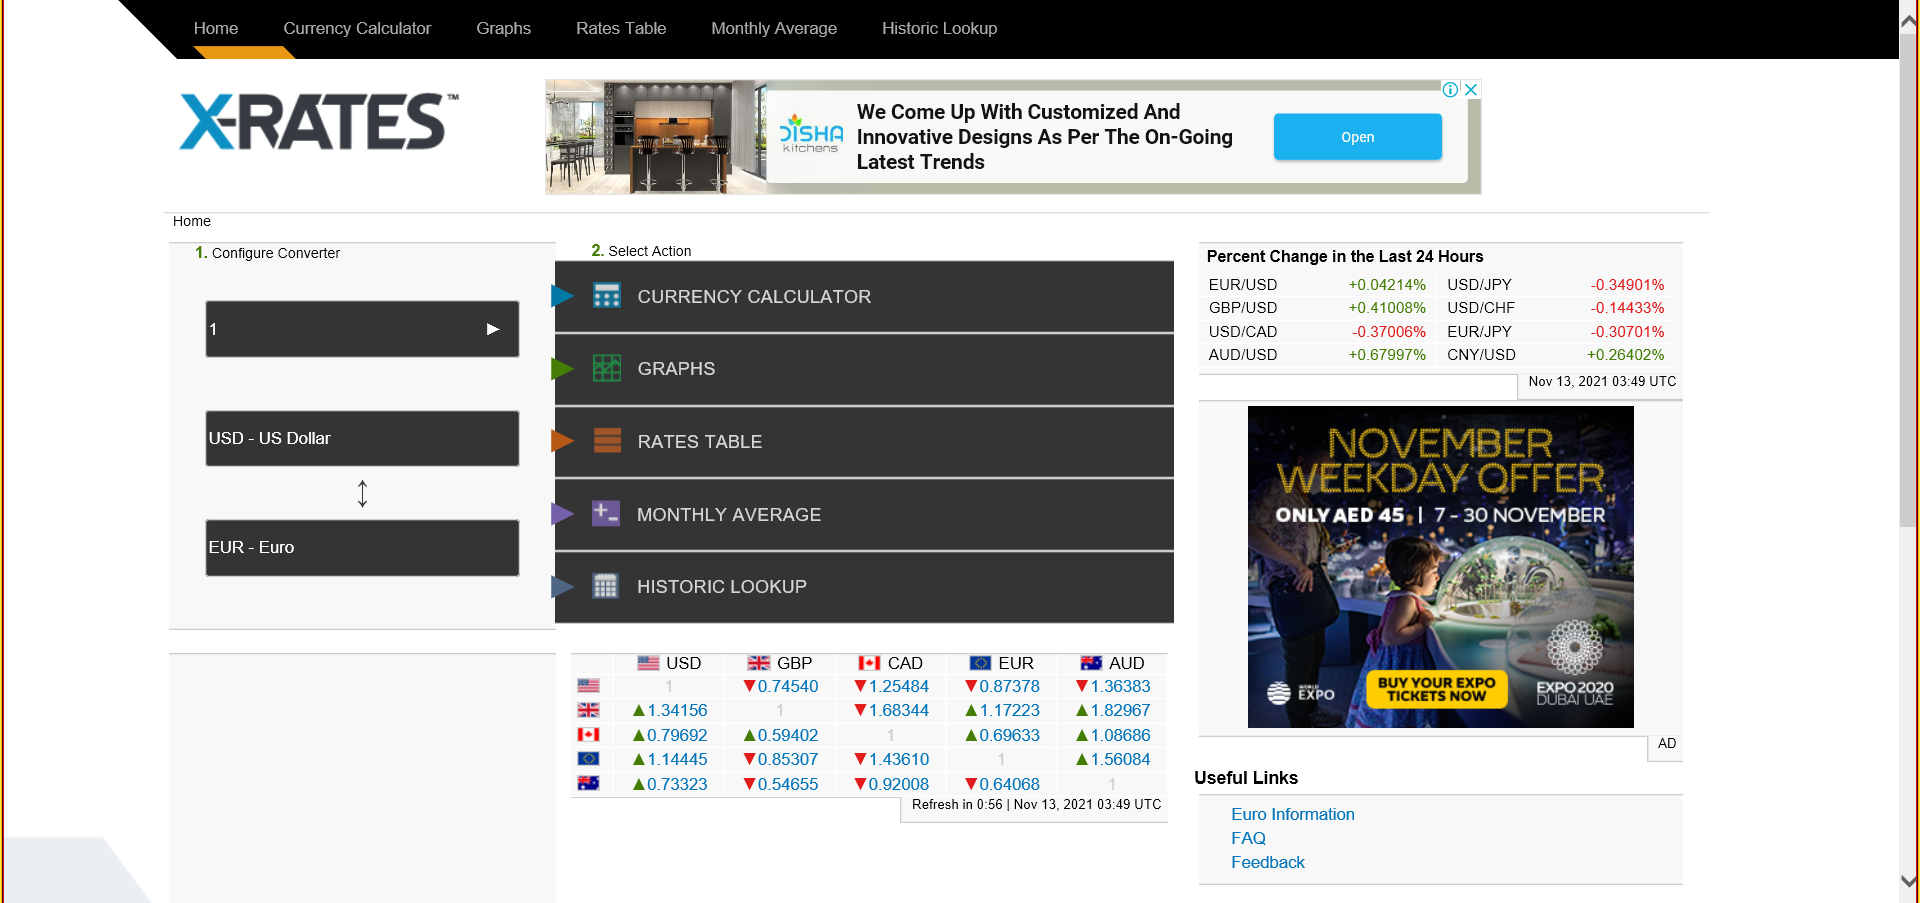 Home Currency Calculator Graphs Rates Table Monthly Average Historic Lookup
X-RATES™
DISHA
kitchens
We Come Up With Customized And
Innovative Designs As Per The On-Going
Latest Trends
Open
Home
1. Configure Converter
1
USD - US Dollar
EUR - Euro
2. Select Action
CURRENCY CALCULATOR
GRAPHS
RATES TABLE
MONTHLY AVERAGE
HISTORIC LOOKUP
USD GBP CAD EUR AUD
1 ▼0.74540 ▼1.25484 ▼0.87378 ▼1.36383
▲1.34156 1 ▼1.68344 ▲1.17223 ▲1.82967
▲0.79692 ▲0.59402 1 ▲0.69633 ▲1.08686
▲1.14445 ▼0.85307 ▼1.43610 1 ▲1.56084
▲0.73323 ▼0.54655 ▼0.92008 ▼0.64068 1
Refresh in 0:56 | Nov 13, 2021 03:49 UTC
Percent Change in the Last 24 Hours
EUR/USD +0.04214% USD/JPY -0.34901%
GBP/USD +0.41008% USD/CHF -0.14433%
USD/CAD -0.37006% EUR/JPY -0.30701%
AUD/USD +0.67997% CNY/USD +0.26402%
Nov 13, 2021 03:49 UTC
NOVEMBER
WEEKDAY OFFER
ONLY AED 45 | 7 - 30 NOVEMBER
WORLD
EXPO
BUY YOUR EXPO
TICKETS NOW
EXPO 2020
DUBAI UAE
AD
Useful Links
Euro Information
FAQ
Feedback